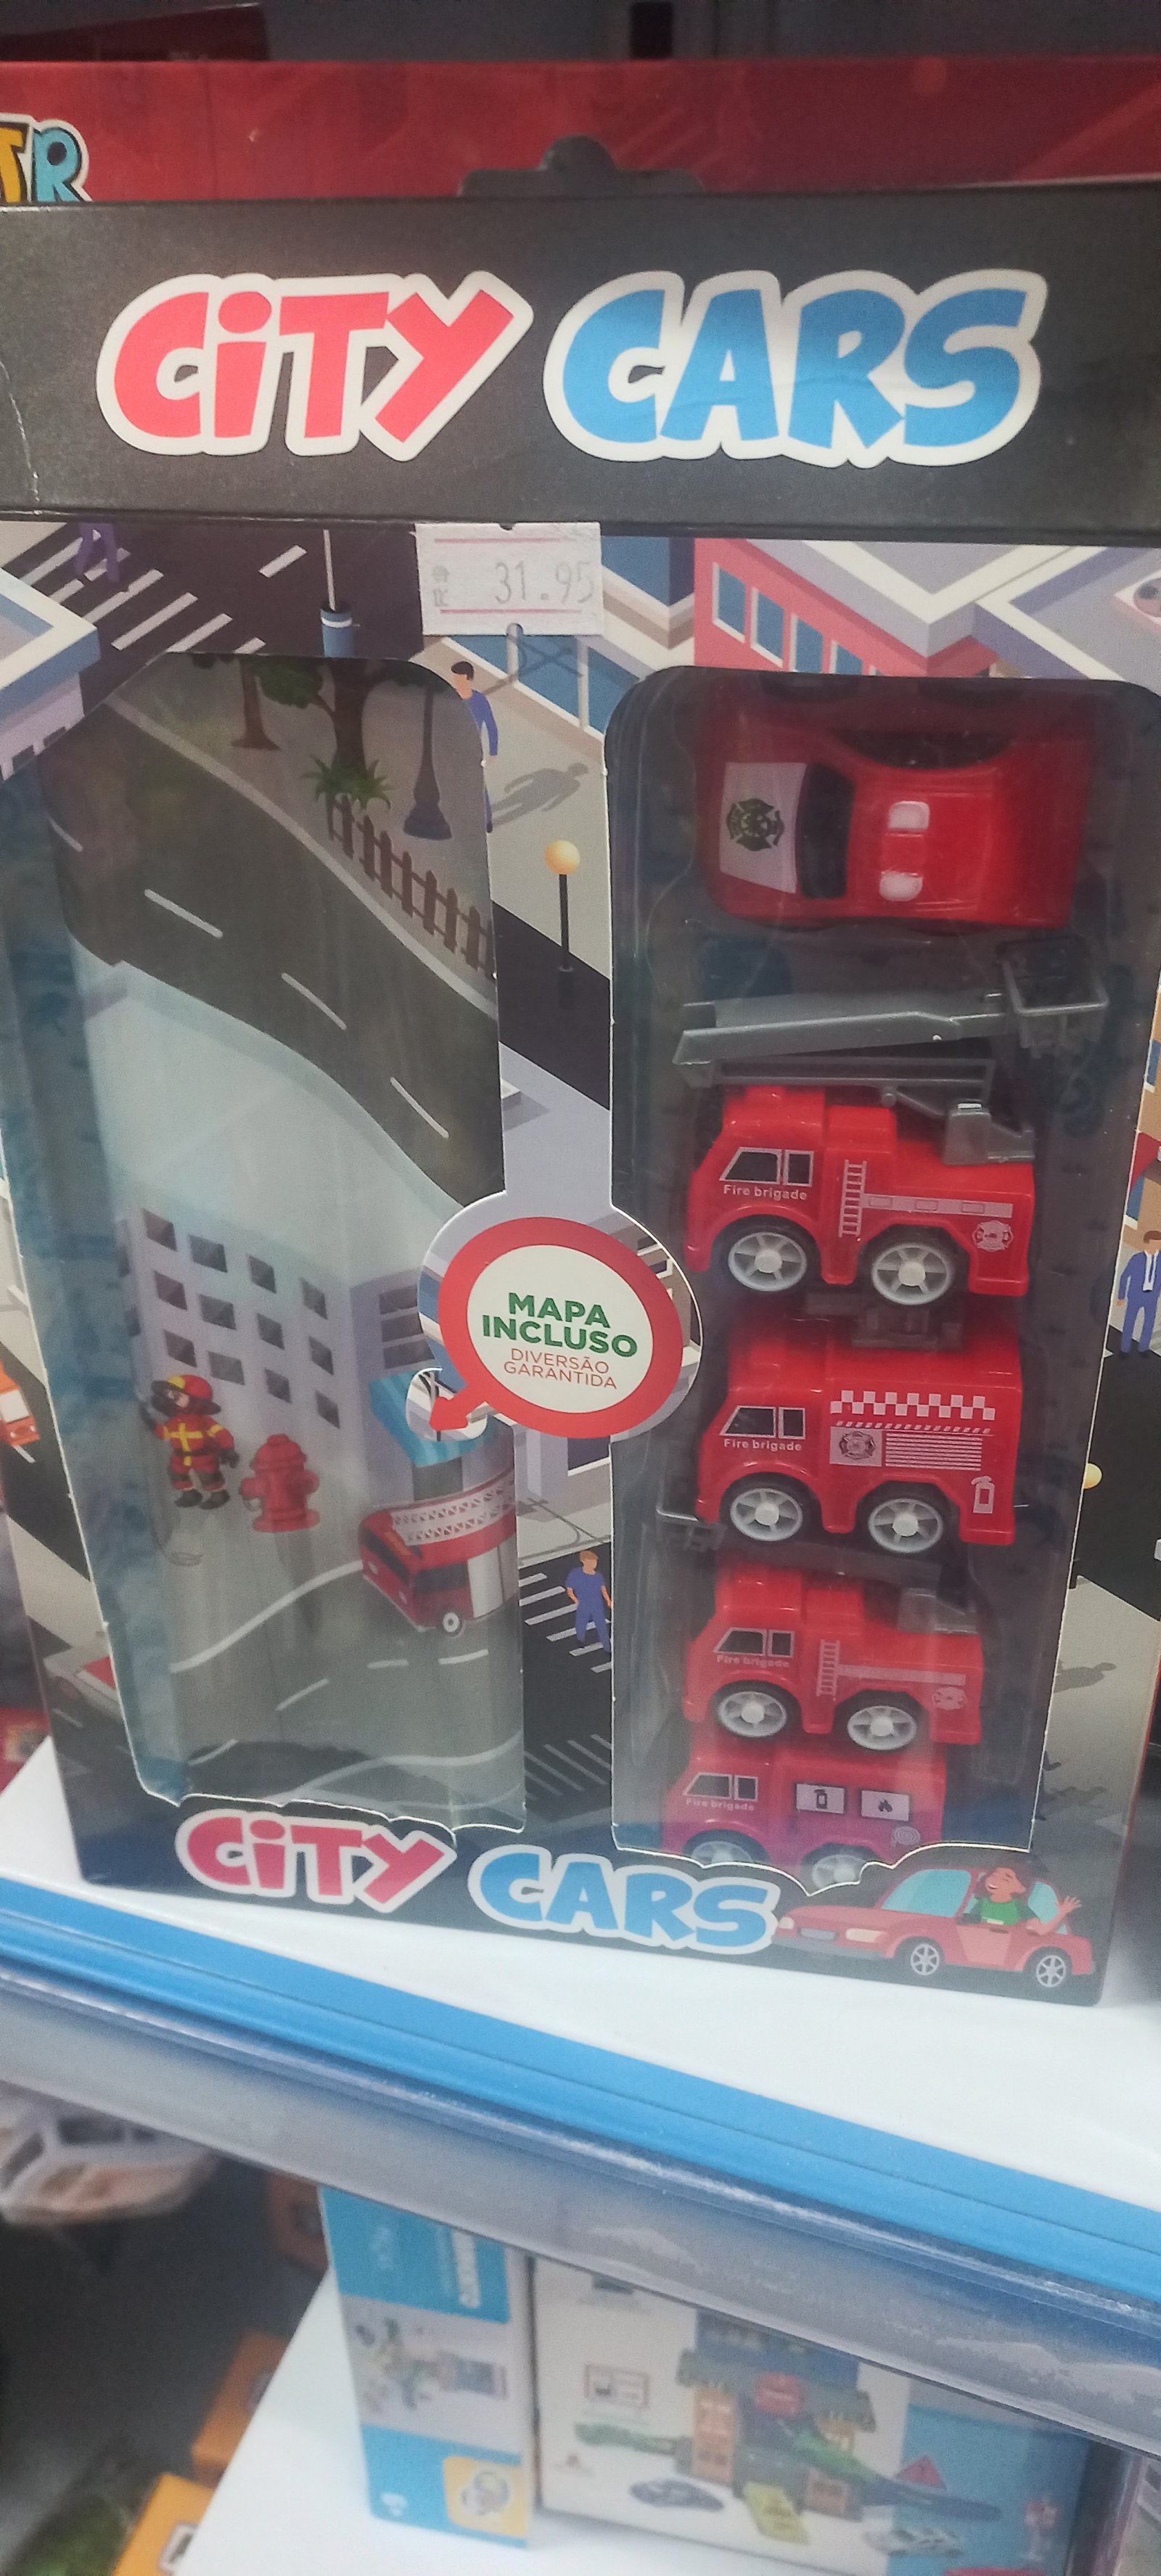 TR
CiTY CARS
R$ 31.95
Fire brigade
MAPA
INCLUSO
DIVERSÃO
GARANTIDA
Fire brigade
Fire brigade
Fire brigade
CiTY CARS